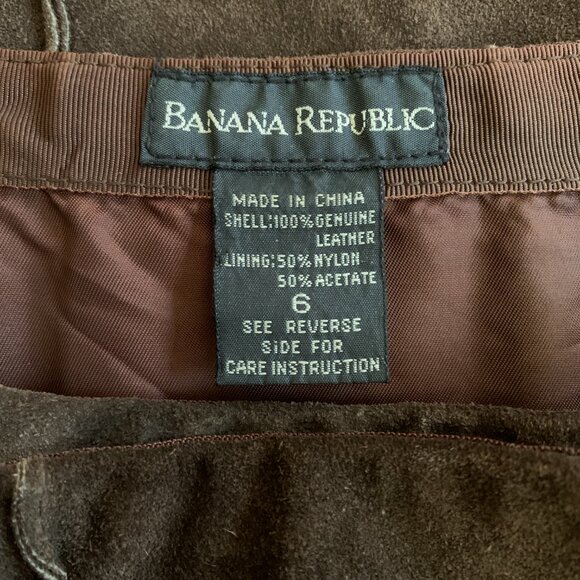 BANANA REPUBLIC
MADE IN CHINA
SHELL:100% GENUINE
LEATHER
LINING:50% NYLON
50% ACETATE
6
SEE REVERSE
SiDE FOR
CARE INSTRUCTION